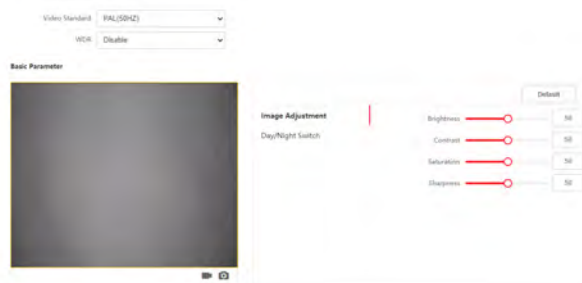 Video Standard PAL(50HZ)
WDR Disable
Basic Parameter
Default
Image Adjustment
Day/Night Switch
Brightness 50
Contrast 50
Saturation 50
Sharpness 50